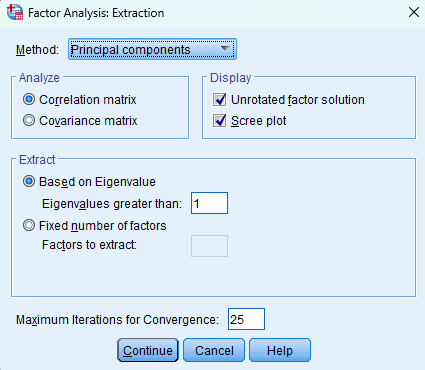 Factor Analysis: Extraction
Method: Principal components
Analyze
Correlation matrix
Covariance matrix
Display
Unrotated factor solution
Scree plot
Extract
Based on Eigenvalue
Eigenvalues greater than: 1
Fixed number of factors
Factors to extract:
Maximum Iterations for Convergence: 25
Continue Cancel Help